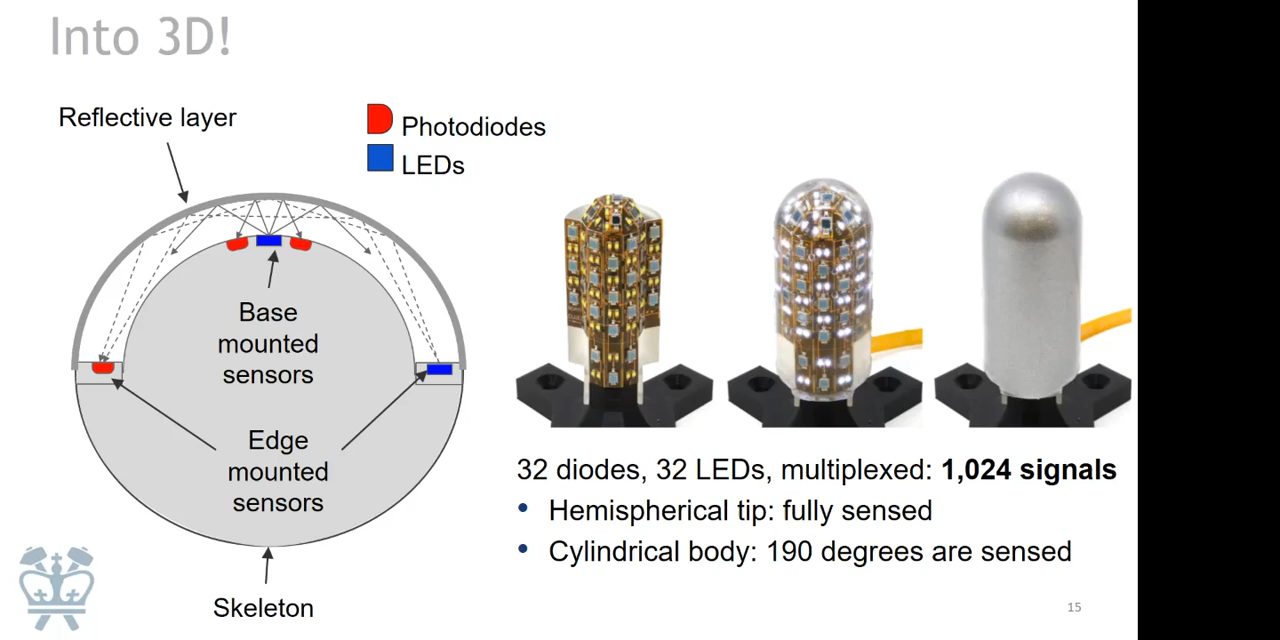 Into 3D!
Reflective layer
Photodiodes
LEDs
Base
mounted
sensors
Edge
mounted
sensors
Skeleton
32 diodes, 32 LEDs, multiplexed: 1,024 signals
• Hemispherical tip: fully sensed
• Cylindrical body: 190 degrees are sensed
15